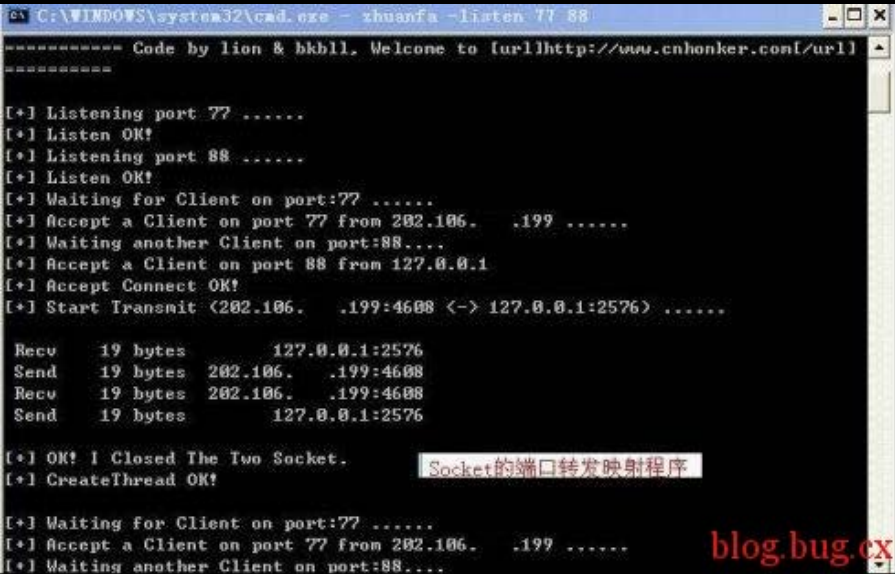 C:\WINDOWS\system32\cmd.exe - zhuanfa -listen 77 88
=========== Code by lion & bkbll, Welcome to [url]http://www.cnhonker.com[/url]
==========
[+] Listening port 77 ......
[+] Listen OK!
[+] Listening port 88 ......
[+] Listen OK!
[+] Waiting for Client on port:77 ......
[+] Accept a Client on port 77 from 202.106.   .199 ......
[+] Waiting another Client on port:88....
[+] Accept a Client on port 88 from 127.0.0.1
[+] Accept Connect OK!
[+] Start Transmit (202.106.   .199:4608 <-> 127.0.0.1:2576) ......
Recv    19 bytes        127.0.0.1:2576
Send    19 bytes  202.106.   .199:4608
Recv    19 bytes  202.106.   .199:4608
Send    19 bytes        127.0.0.1:2576
[+] OK! I Closed The Two Socket.
Socket的端口转发映射程序
[+] CreateThread OK!
[+] Waiting for Client on port:77 ......
[+] Accept a Client on port 77 from 202.106.   .199 ......
[+] Waiting another Client on port:88....
blog.bug.cx